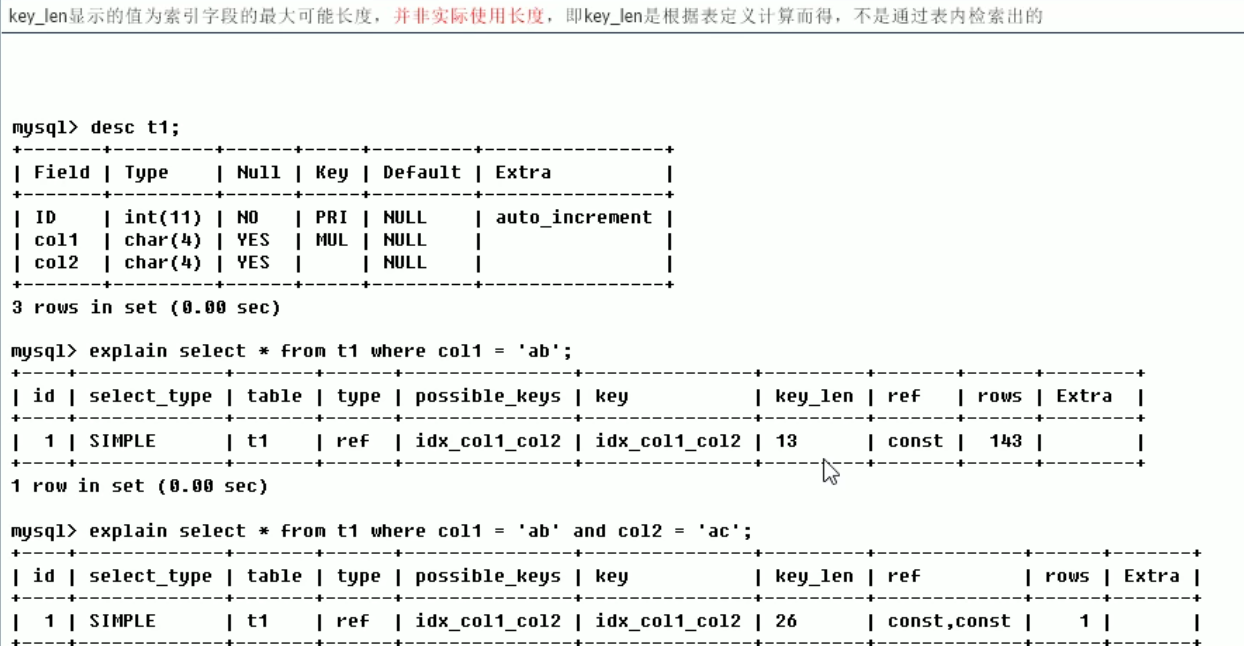 key_len显示的值为索引字段的最大可能长度，并非实际使用长度，即key_len是根据表定义计算而得，不是通过表内检索出的
mysql> desc t1;
+-------+---------+------+-----+---------+----------------+
| Field | Type    | Null | Key | Default | Extra          |
+-------+---------+------+-----+---------+----------------+
| ID    | int(11) | NO   | PRI | NULL    | auto_increment |
| col1  | char(4) | YES  | MUL | NULL    |                |
| col2  | char(4) | YES  |     | NULL    |                |
+-------+---------+------+-----+---------+----------------+
3 rows in set (0.00 sec)
mysql> explain select * from t1 where col1 = 'ab';
+----+-------------+-------+------+---------------+---------------+---------+-------+------+-------+
| id | select_type | table | type | possible_keys | key           | key_len | ref   | rows | Extra |
+----+-------------+-------+------+---------------+---------------+---------+-------+------+-------+
| 1 | SIMPLE      | t1    | ref  | idx_col1_col2 | idx_col1_col2 | 13      | const | 143 |       |
+----+-------------+-------+------+---------------+---------------+---------+-------+------+-------+
1 row in set (0.00 sec)
mysql> explain select * from t1 where col1 = 'ab' and col2 = 'ac';
+----+-------------+-------+------+---------------+---------------+---------+-------------+------+-------+
| id | select_type | table | type | possible_keys | key           | key_len | ref         | rows | Extra |
+----+-------------+-------+------+---------------+---------------+---------+-------------+------+-------+
| 1 | SIMPLE      | t1    | ref  | idx_col1_col2 | idx_col1_col2 | 26      | const,const | 1 |       |
+----+-------------+-------+------+---------------+---------------+---------+-------------+------+-------+